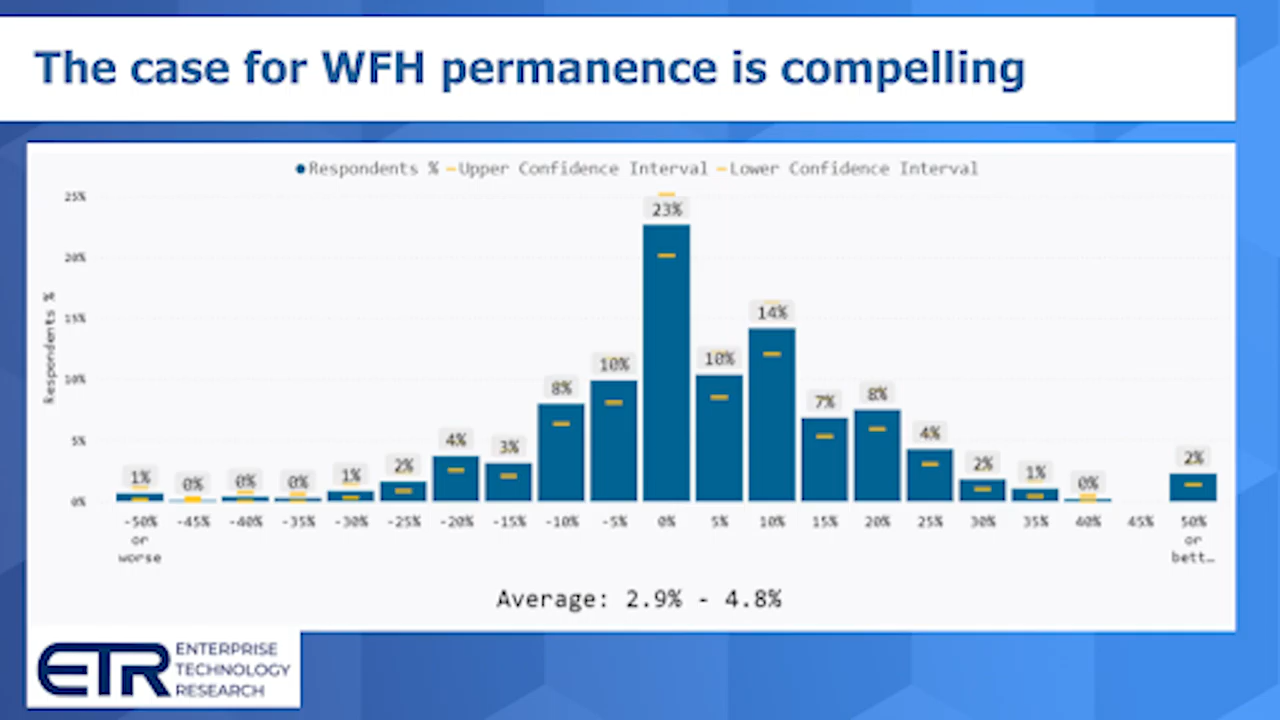 The case for WFH permanence is compelling
Respondents % Upper Confidence Interval Lower Confidence Interval
25%
20%
15%
10%
5%
0%
Respondents %
1% 0% 0% 0% 1% 2% 4% 3% 8% 10% 23% 10% 14% 7% 8% 4% 2% 1% 0% 2%
-50% -45% -40% -35% -30% -25% -20% -15% -10% -5% 0% 5% 10% 15% 20% 25% 30% 35% 40% 45% 50%
or or
worse bett…
Average: 2.9% - 4.8%
ETR
ENTERPRISE
TECHNOLOGY
RESEARCH